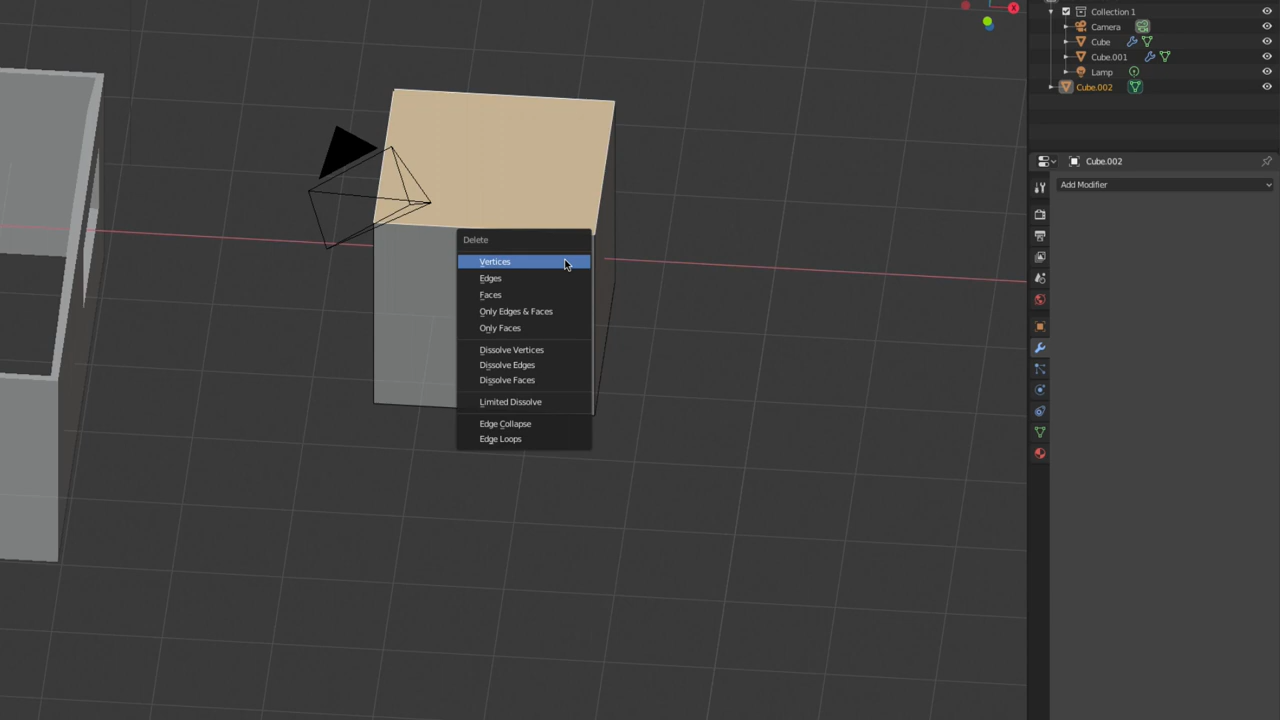 X
Collection 1
Camera
Cube
Cube.001
Lamp
Cube.002
Cube.002
Add Modifier
Delete
Vertices
Edges
Faces
Only Edges & Faces
Only Faces
Dissolve Vertices
Dissolve Edges
Dissolve Faces
Limited Dissolve
Edge Collapse
Edge Loops